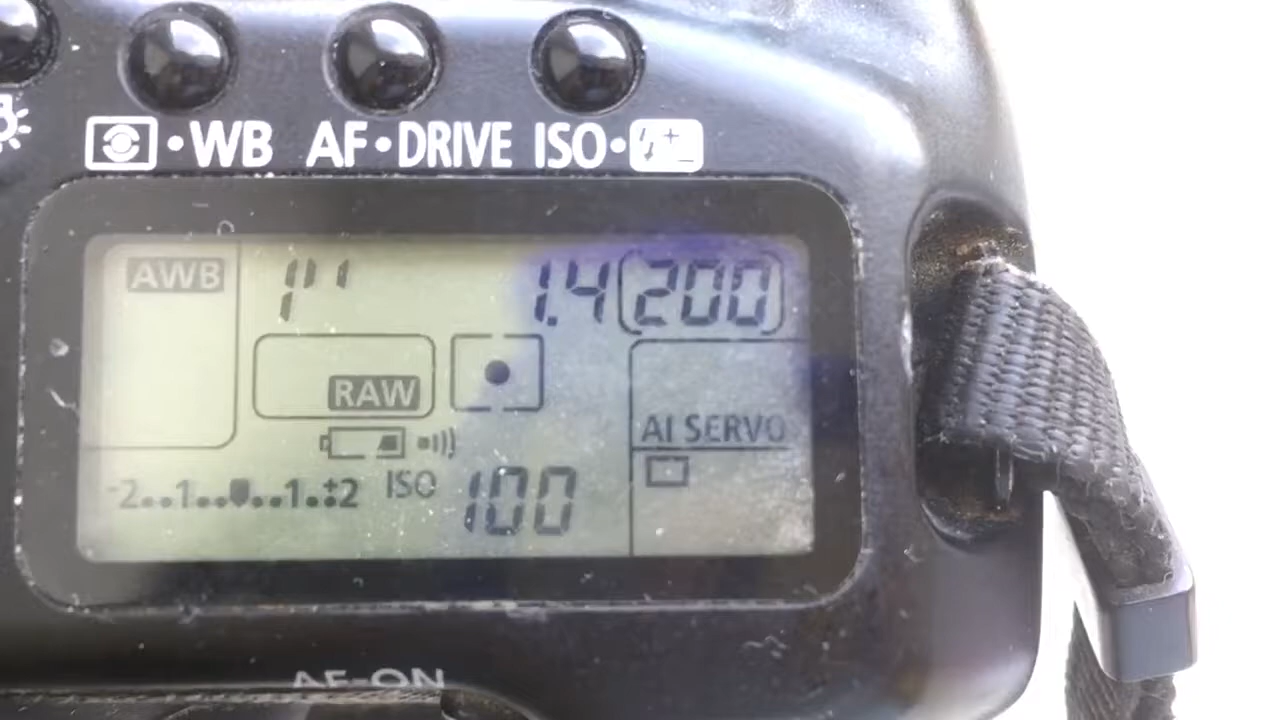 WB AF•DRIVE ISO•
AWB 1" 1.4 [200]
RAW
AI SERVO
-2..1..▼..1.:+2 ISO 100
AF-ON